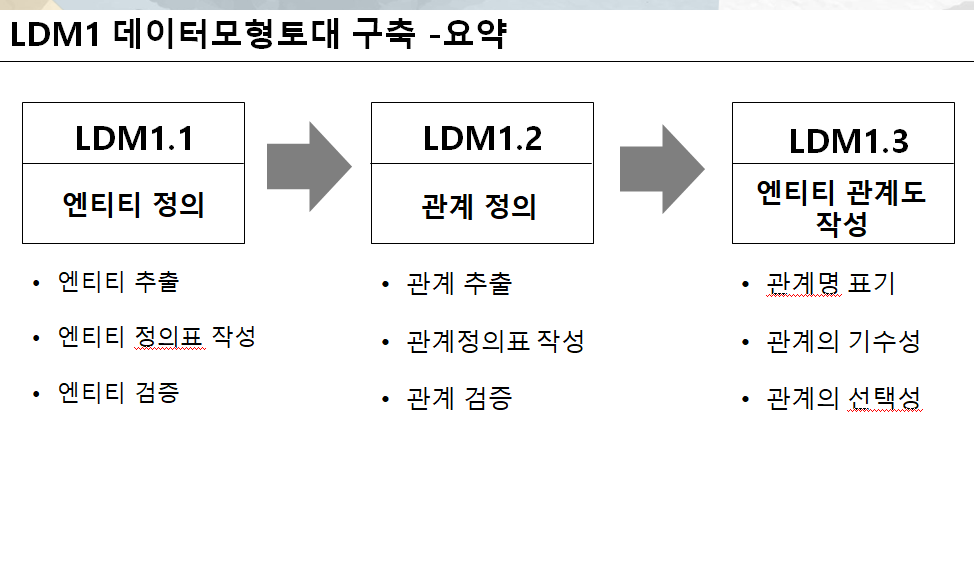 LDM1 데이터모형토대 구축 -요약
LDM1.1
엔티티 정의
• 엔티티 추출
• 엔티티 정의표 작성
• 엔티티 검증
LDM1.2
관계 정의
• 관계 추출
• 관계정의표 작성
• 관계 검증
LDM1.3
엔티티 관계도
작성
• 관계명 표기
• 관계의 기수성
• 관계의 선택성